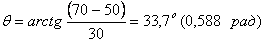 θ = arctg (70 − 50) / 30 = 33,7° (0,588 рад)